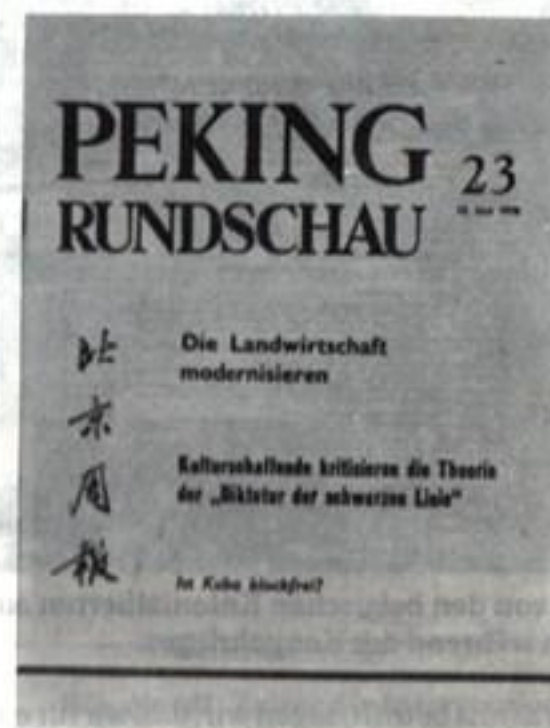 PEKING
RUNDSCHAU
23
北京周报
Die Landwirtschaft
modernisieren
Kulturschaffende kritisieren die Theorie
der „Diktatur der schwarzen Linie“
Ist Kuba blockfrei?